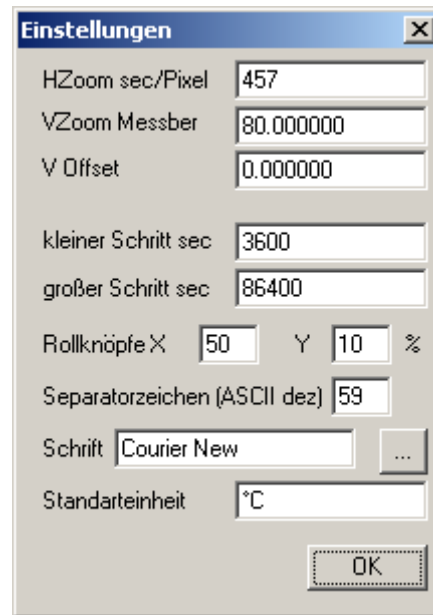 Einstellungen
HZoom sec/Pixel 457
VZoom Messber 80.000000
V Offset 0.000000
kleiner Schritt sec 3600
großer Schritt sec 86400
Rollknöpfe X 50 Y 10 %
Separatorzeichen (ASCII dez) 59
Schrift Courier New ...
Standarteinheit °C
OK